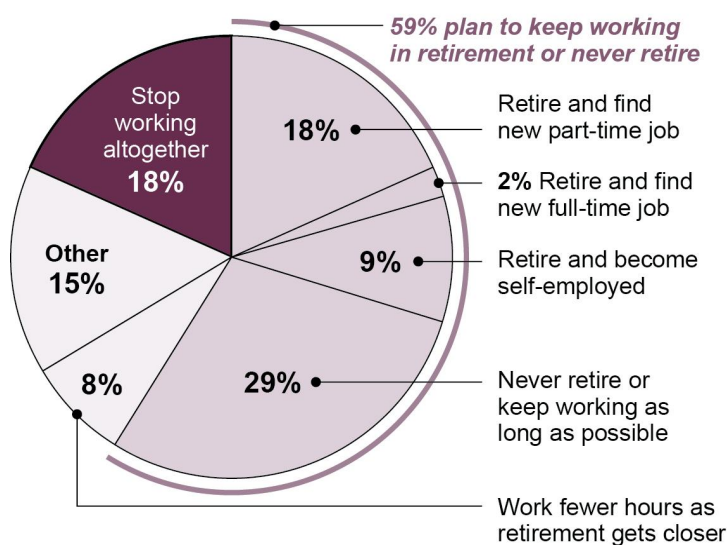 59% plan to keep working
in retirement or never retire
Stop
working
altogether
18%
18%
Retire and find
new part-time job
2% Retire and find
new full-time job
9%
Retire and become
self-employed
Other
15%
29%
Never retire or
keep working as
long as possible
8%
Work fewer hours as
retirement gets closer